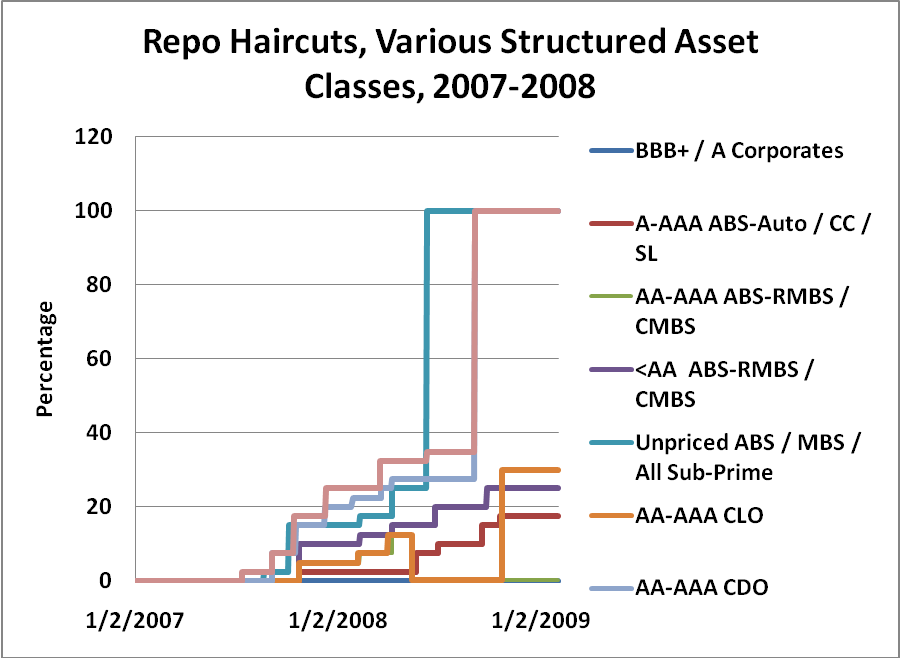 Repo Haircuts, Various Structured Asset
Classes, 2007-2008
120
100
80
60
40
20
0
Percentage
1/2/2007
1/2/2008
1/2/2009
BBB+ / A Corporates
A-AAA ABS-Auto / CC /
SL
AA-AAA ABS-RMBS /
CMBS
<AA  ABS-RMBS /
CMBS
Unpriced ABS / MBS /
All Sub-Prime
AA-AAA CLO
AA-AAA CDO